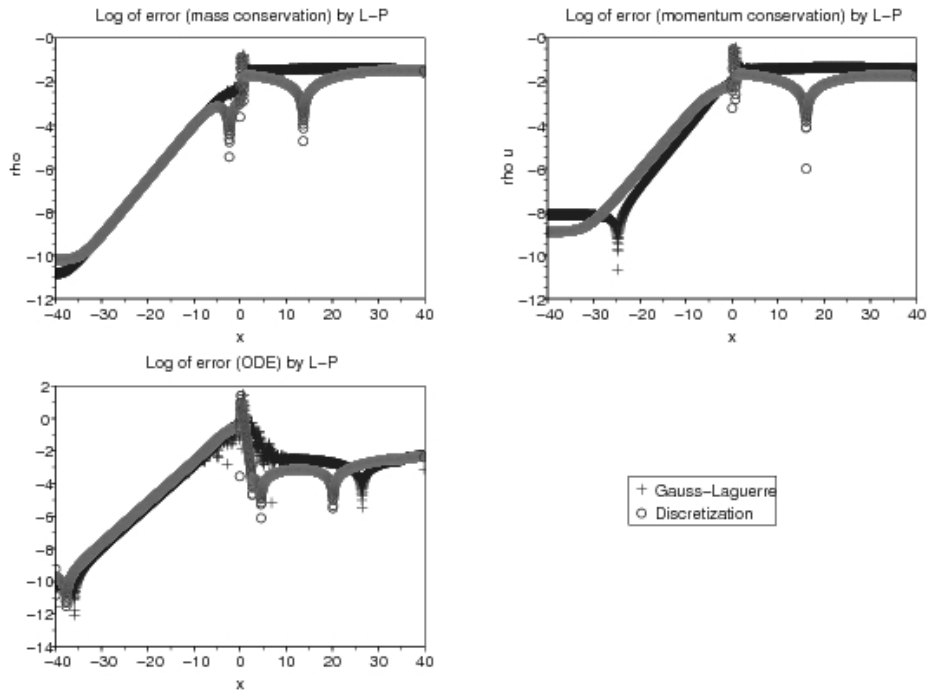 Log of error (mass conservation) by L-P
-0
-2
-4
-6
-8
-10
-12
rho
-40 -30 -20 -10 0 10 20 30 40
x
Log of error (momentum conservation) by L-P
-0
-2
-4
-6
-8
-10
-12
rho u
-40 -30 -20 -10 0 10 20 30 40
x
Log of error (ODE) by L-P
2
0
-2
-4
-6
-8
-10
-12
-14
-40 -30 -20 -10 0 10 20 30 40
x
Gauss-Laguerre
Discretization